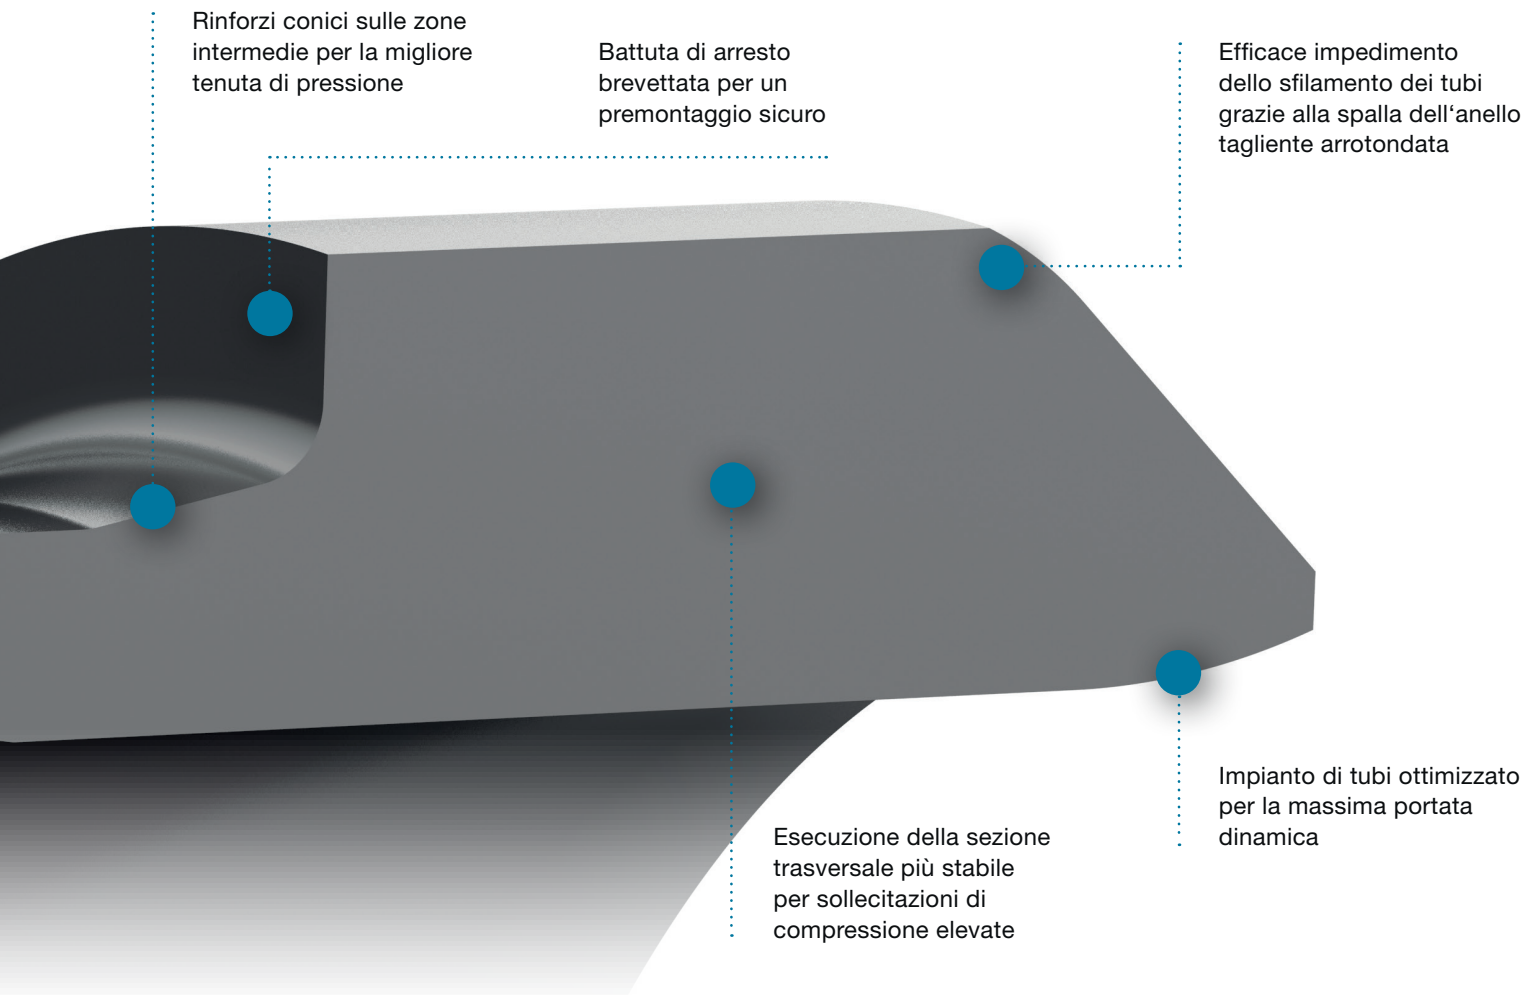 Rinforzi conici sulle zone
intermedie per la migliore
tenuta di pressione
Battuta di arresto
brevettata per un
premontaggio sicuro
Efficace impedimento
dello sfilamento dei tubi
grazie alla spalla dell‘anello
tagliente arrotondata
Esecuzione della sezione
trasversale più stabile
per sollecitazioni di
compressione elevate
Impianto di tubi ottimizzato
per la massima portata
dinamica